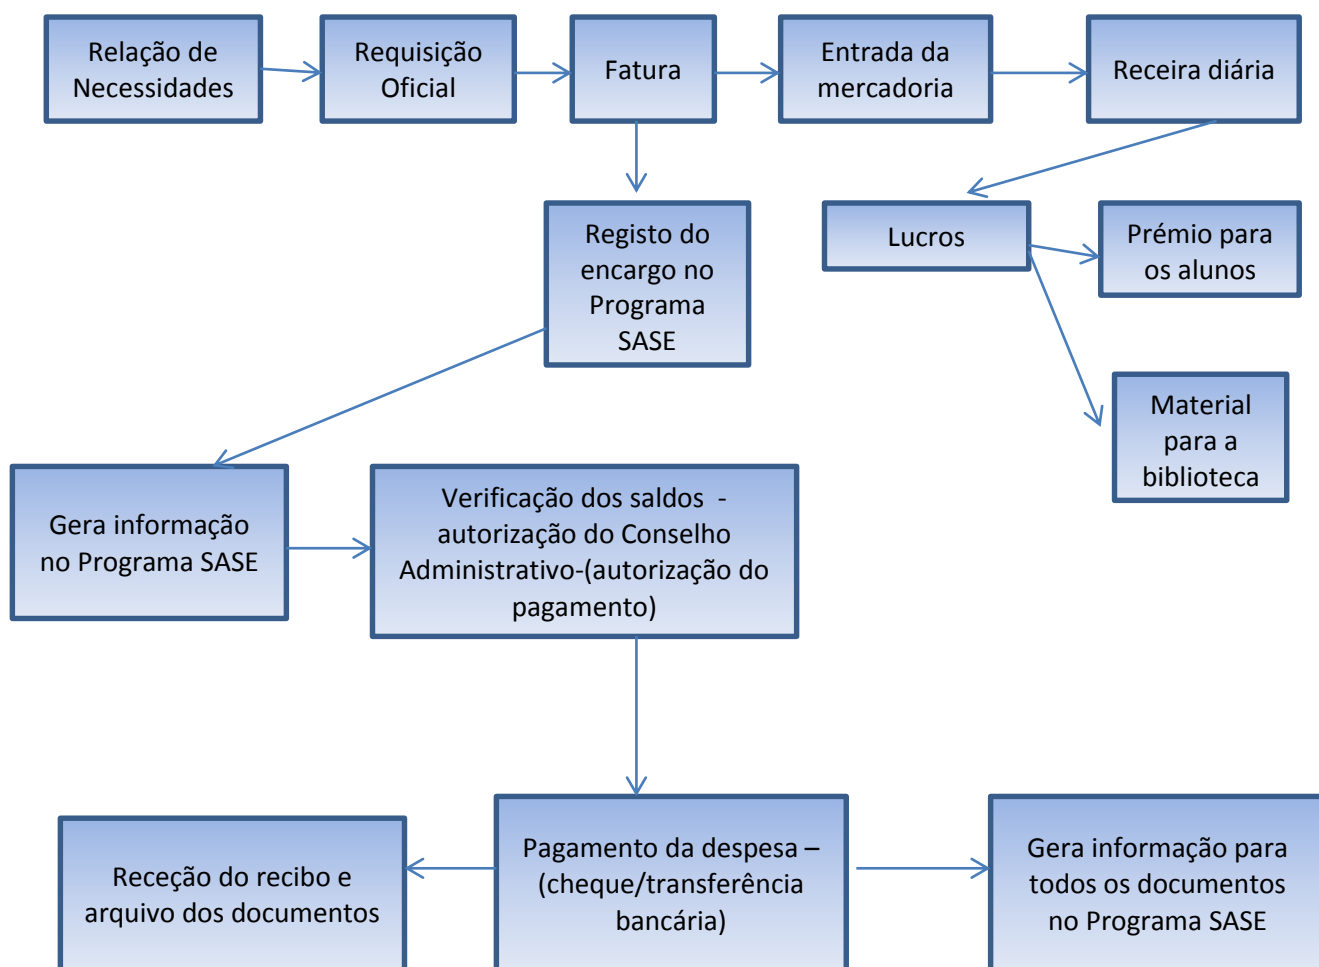 Relação de
Necessidades
Requisição
Oficial
Fatura
Entrada da
mercadoria
Receira diária
Registo do
encargo no
Programa
SASE
Lucros
Prémio para
os alunos
Material
para a
biblioteca
Gera informação
no Programa SASE
Verificação dos saldos -
autorização do Conselho
Administrativo-(autorização do
pagamento)
Receção do recibo e
arquivo dos documentos
Pagamento da despesa –
(cheque/transferência
bancária)
Gera informação para
todos os documentos
no Programa SASE